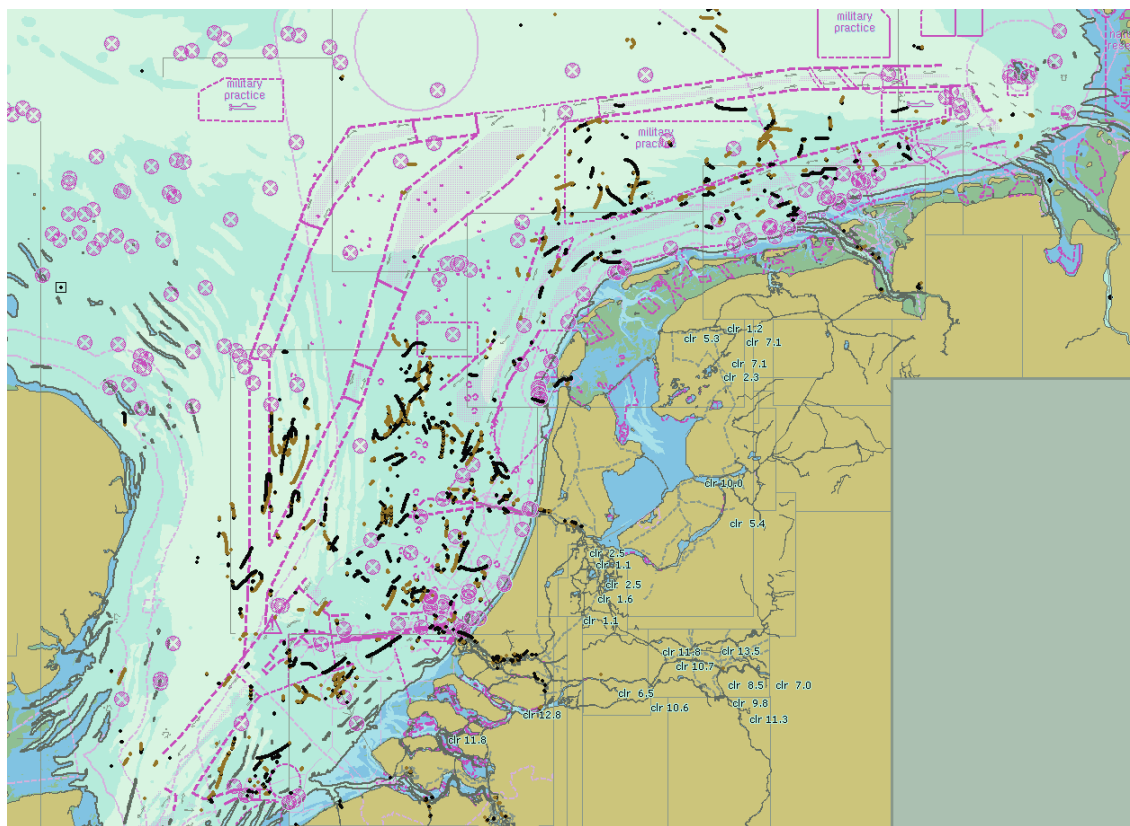 military
practice
military
practice
military
clr 1.2
clr 5.3
clr 7.1
clr 7.1
clr 2.3
clr 10.0
clr 5.4
clr 2.5
clr 1.1
clr 2.5
clr 1.6
clr 1.1
clr 11.8
clr 13.5
clr 10.7
clr 8.5
clr 7.0
clr 6.5
clr 9.8
clr 10.6
clr 12.8
clr 11.3
clr 11.8